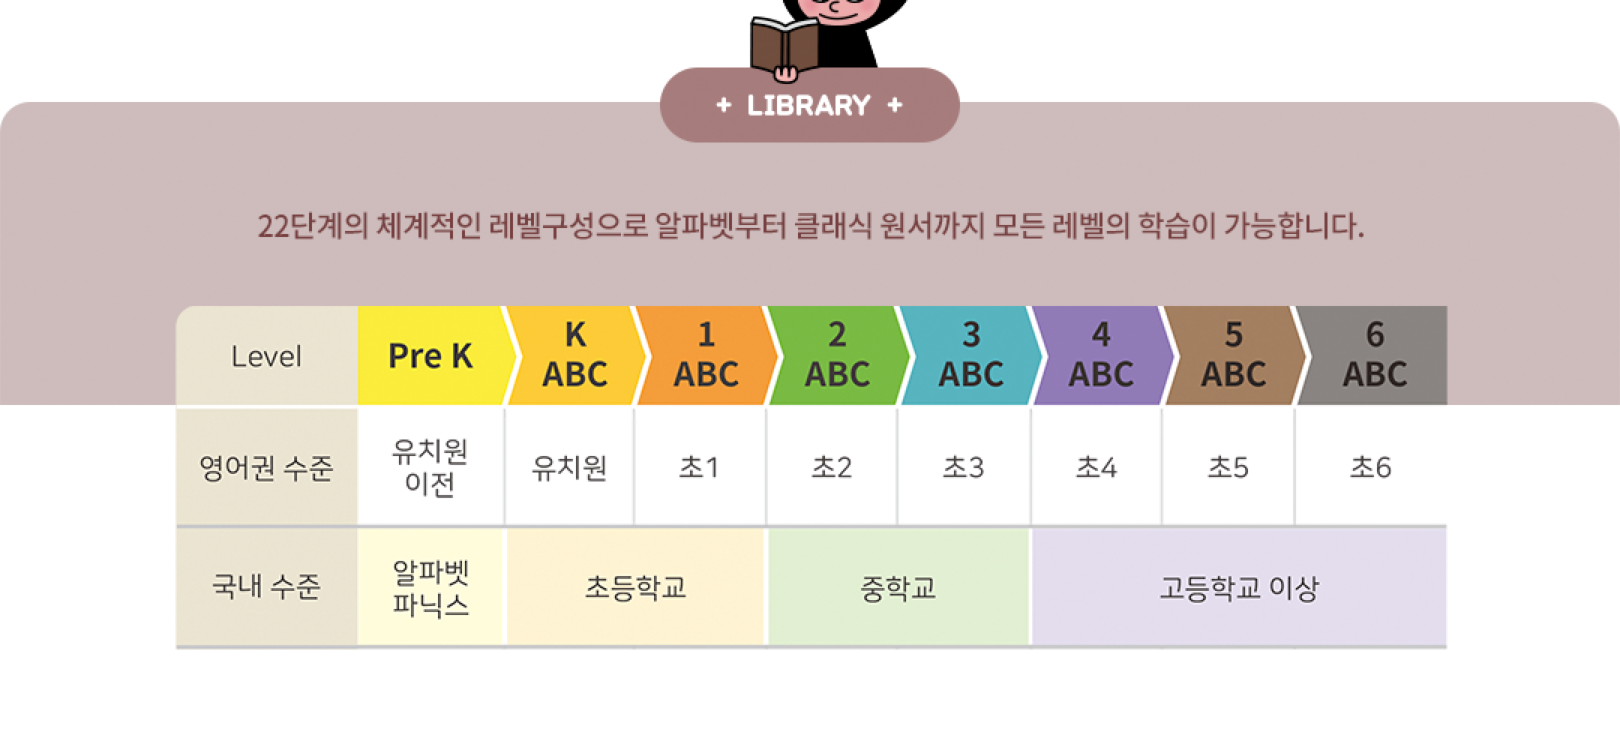 + LIBRARY +
22단계의 체계적인 레벨구성으로 알파벳부터 클래식 원서까지 모든 레벨의 학습이 가능합니다.
Level
Pre K
K
ABC
1
ABC
2
ABC
3
ABC
4
ABC
5
ABC
6
ABC
영어권 수준
유치원
이전
유치원
초1
초2
초3
초4
초5
초6
국내 수준
알파벳
파닉스
초등학교
중학교
고등학교 이상